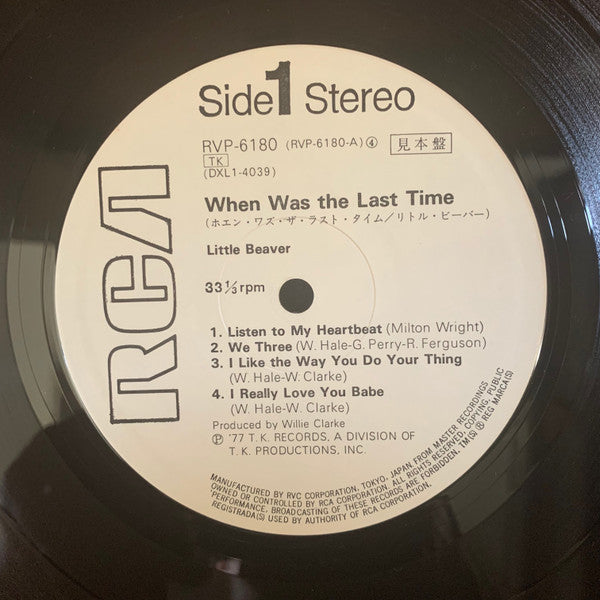 Side 1 Stereo
RVP-6180 (RVP-6180-A) ④ 見本盤
TK
(DXL1-4039)
When Was the Last Time
(ホエン・ワズ・ザ・ラスト・タイム/リトル・ビーバー)
Little Beaver
33 1/3 rpm
1. Listen to My Heartbeat (Milton Wright)
2. We Three (W. Hale-G. Perry-R. Ferguson)
3. I Like the Way You Do Your Thing
(W. Hale-W. Clarke)
4. I Really Love You Babe
(W. Hale-W. Clarke)
Produced by Willie Clarke
Ⓟ '77 T. K. RECORDS, A DIVISION OF
T. K. PRODUCTIONS, INC.
RCA
MANUFACTURED BY RVC CORPORATION, TOKYO, JAPAN, FROM MASTER RECORDINGS
OWNED OR CONTROLLED BY RCA CORPORATION. ALL RIGHTS RESERVED, COPYING, PUBLIC
PERFORMANCE, BROADCASTING OF THESE RECORDS ARE FORBIDDEN. TM(S) ® REG MARCA(S)
REGISTRADA(S) USED BY AUTHORITY OF RCA CORPORATION.